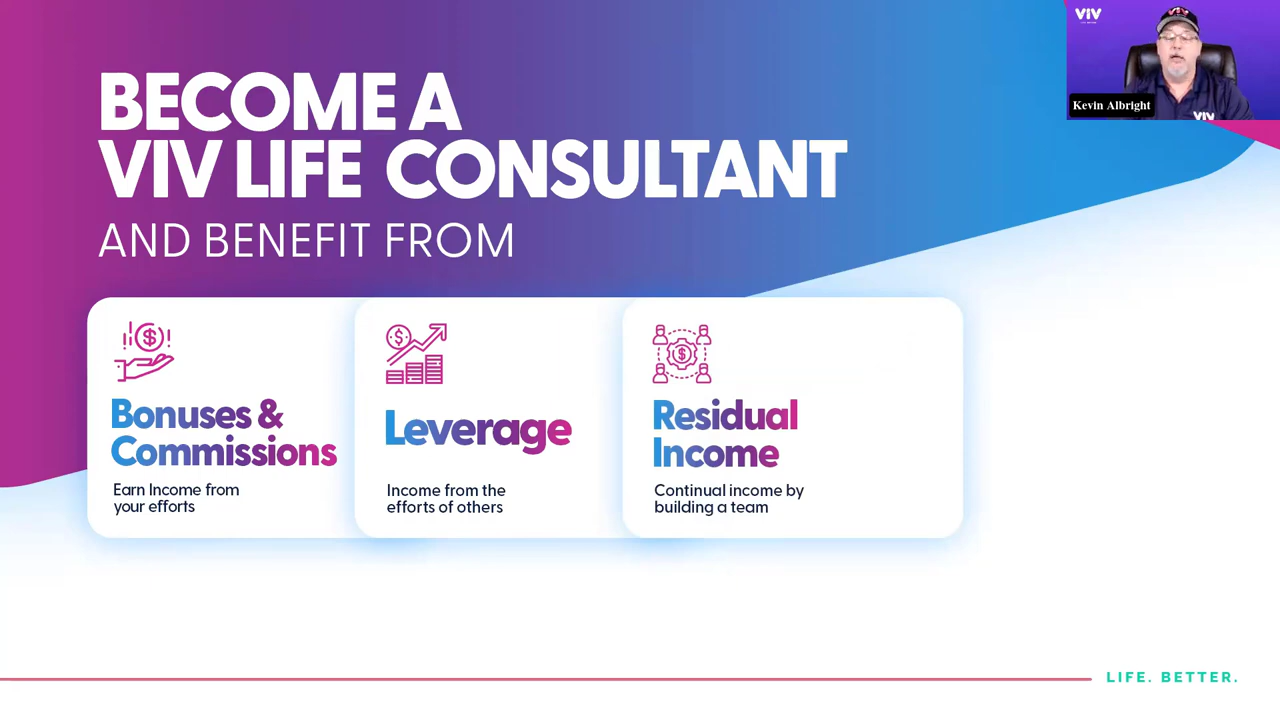 BECOME A
VIV LIFE CONSULTANT
AND BENEFIT FROM
Bonuses &
Commissions
Earn Income from
your efforts
Leverage
Income from the
efforts of others
Residual
Income
Continual income by
building a team
VIV
Kevin Albright
VIV
LIFE. BETTER.